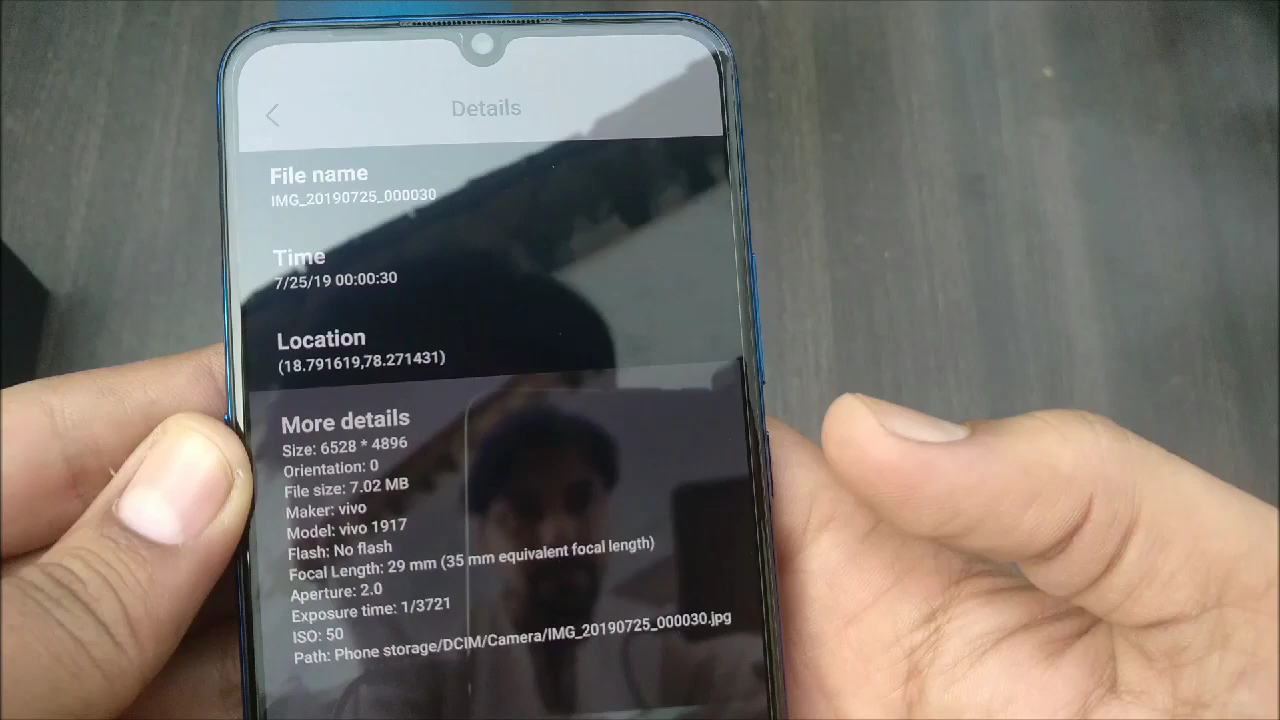 Details
File name
IMG_20190725_000030
Time
7/25/19 00:00:30
Location
(18.791619,78.271431)
More details
Size: 6528 * 4896
Orientation: 0
File size: 7.02 MB
Maker: vivo
Model: vivo 1917
Flash: No flash
Focal Length: 29 mm (35 mm equivalent focal length)
Aperture: 2.0
Exposure time: 1/3721
ISO: 50
Path: Phone storage/DCIM/Camera/IMG_20190725_000030.jpg